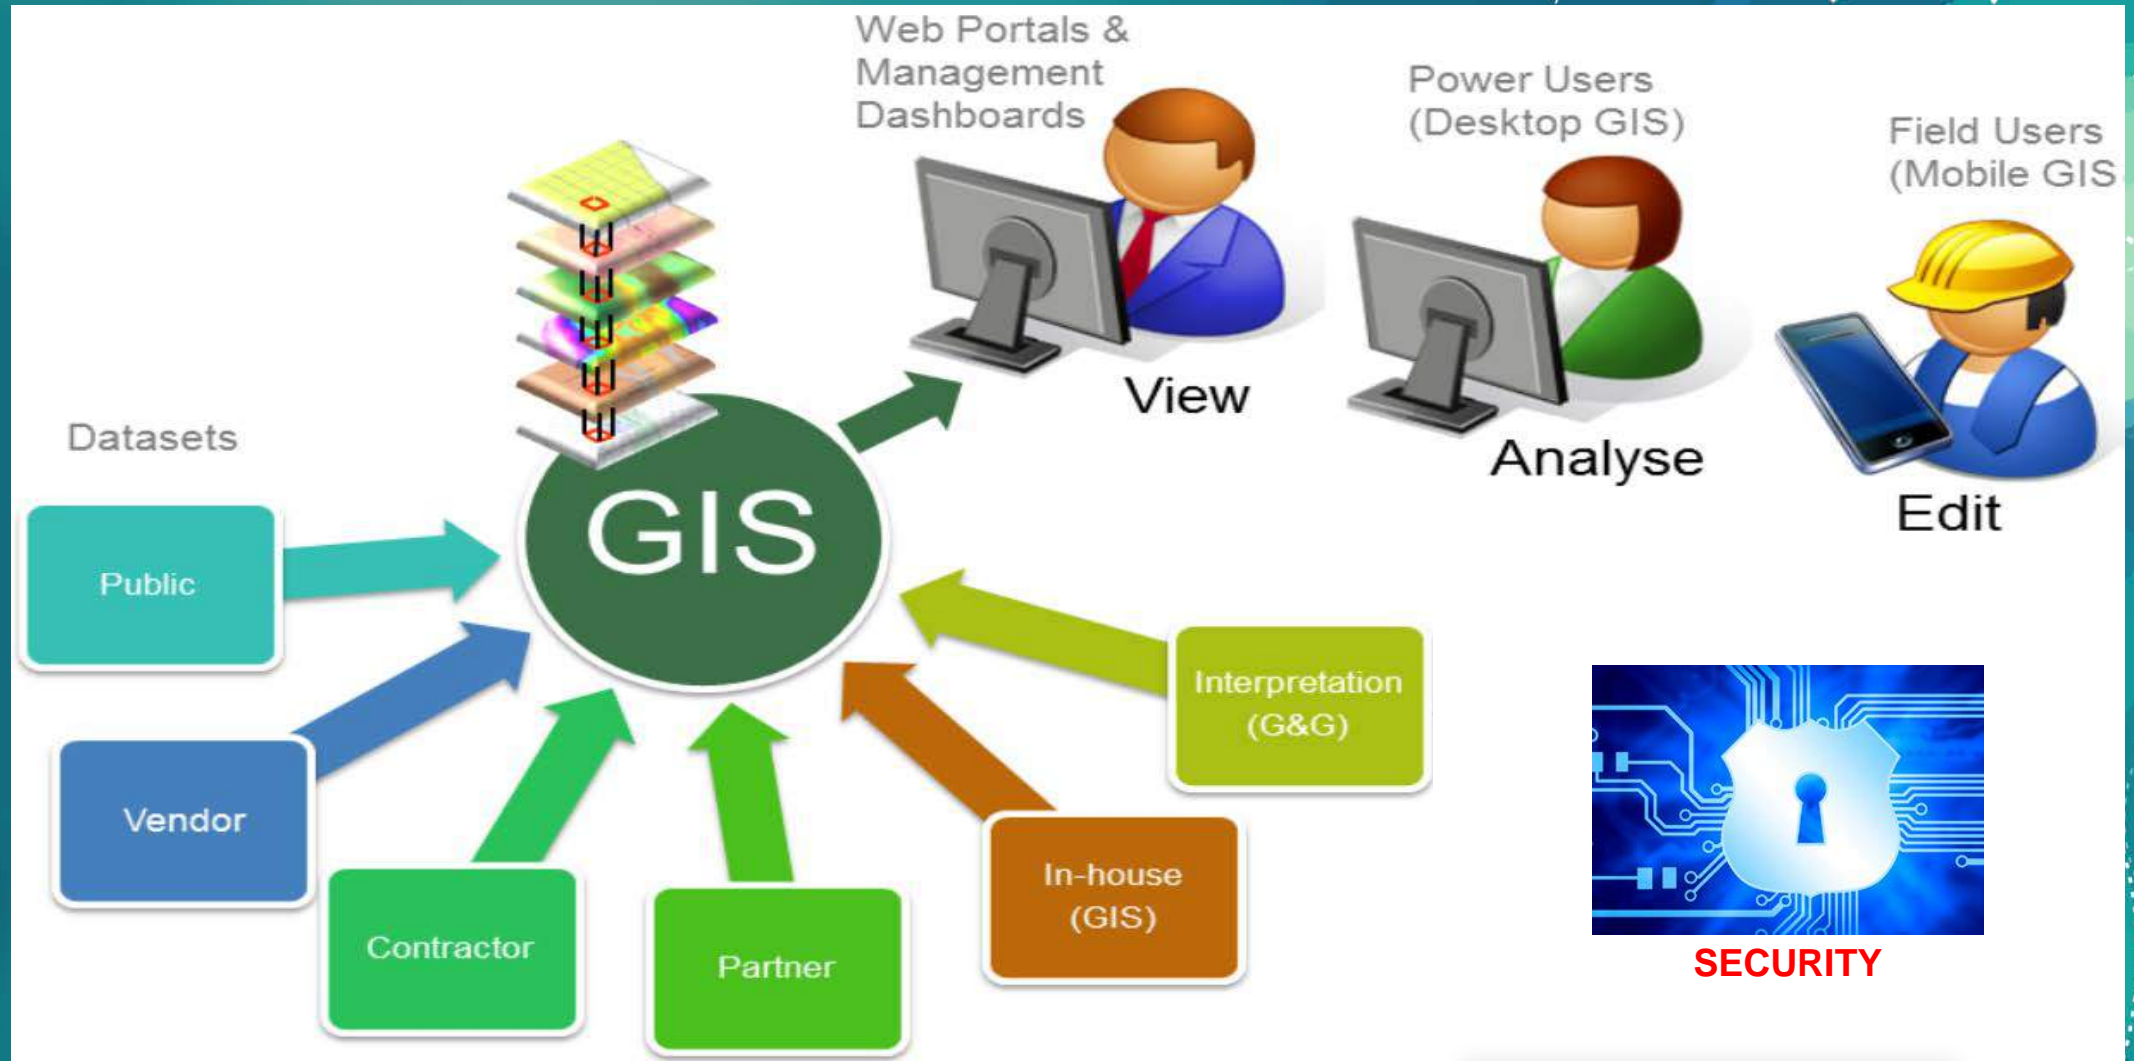 Web Portals &
Management
Dashboards
Power Users
(Desktop GIS)
Field Users
(Mobile GIS
View
Analyse
Edit
Datasets
GIS
Public
Vendor
Contractor
Partner
In-house
(GIS)
Interpretation
(G&G)
SECURITY